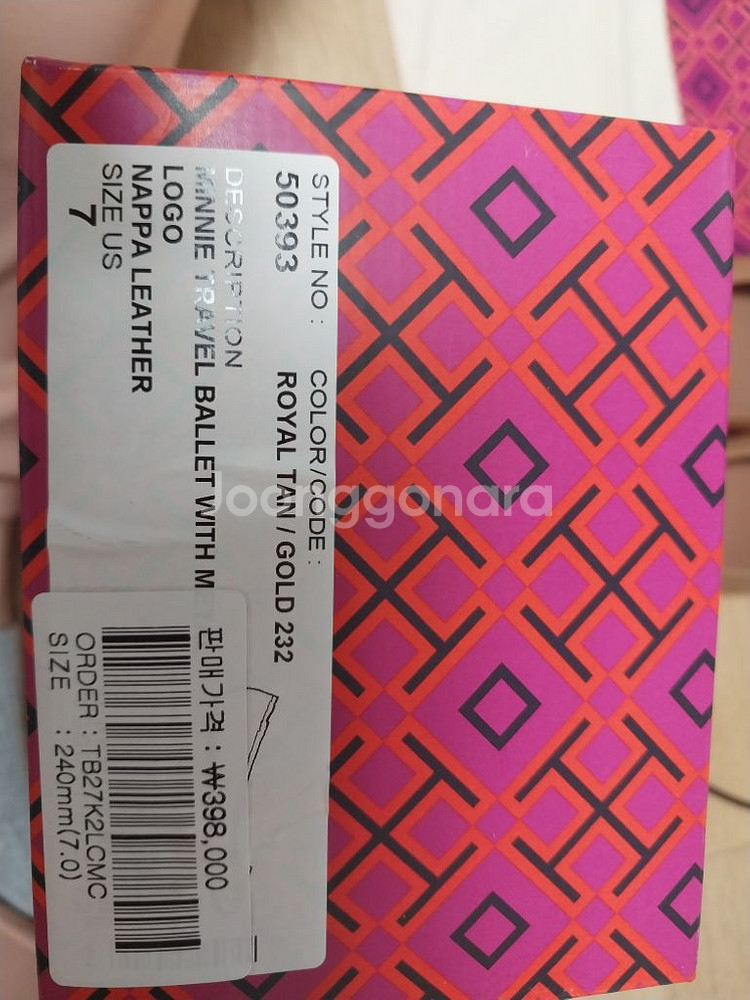 STYLE NO :
50393
COLOR/CODE :
ROYAL TAN / GOLD 232
DESCRIPTION
MINNIE TRAVEL BALLET WITH M
LOGO
NAPPA LEATHER
SIZE US
7
판매가격 : ₩398,000
ORDER : TB27K2LCMC
SIZE : 240mm(7.0)
Joonggonara